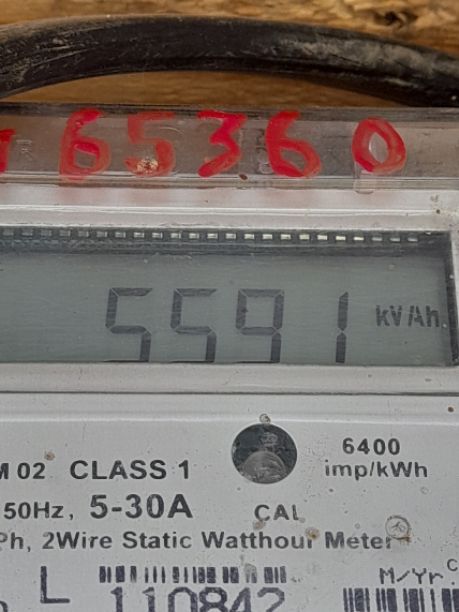 65360
5591 kVAh
02 CLASS 1
6400
50Hz, 5-30A
imp/kWh
CAL
Ph, 2Wire Static Watthour Meter
L
M/Yr.
110842